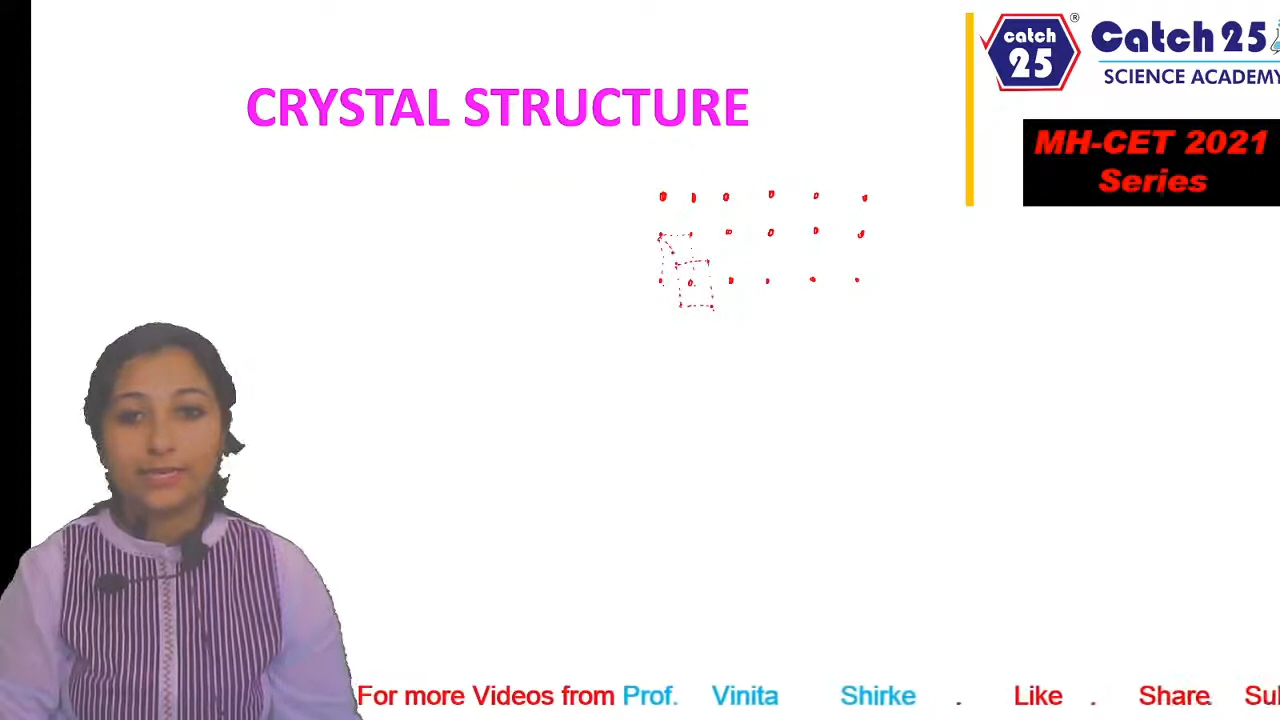 catch
25
®
Catch 25
SCIENCE ACADEMY
CRYSTAL STRUCTURE
MH-CET 2021
Series
For more Videos from Prof. Vinita Shirke . Like . Share